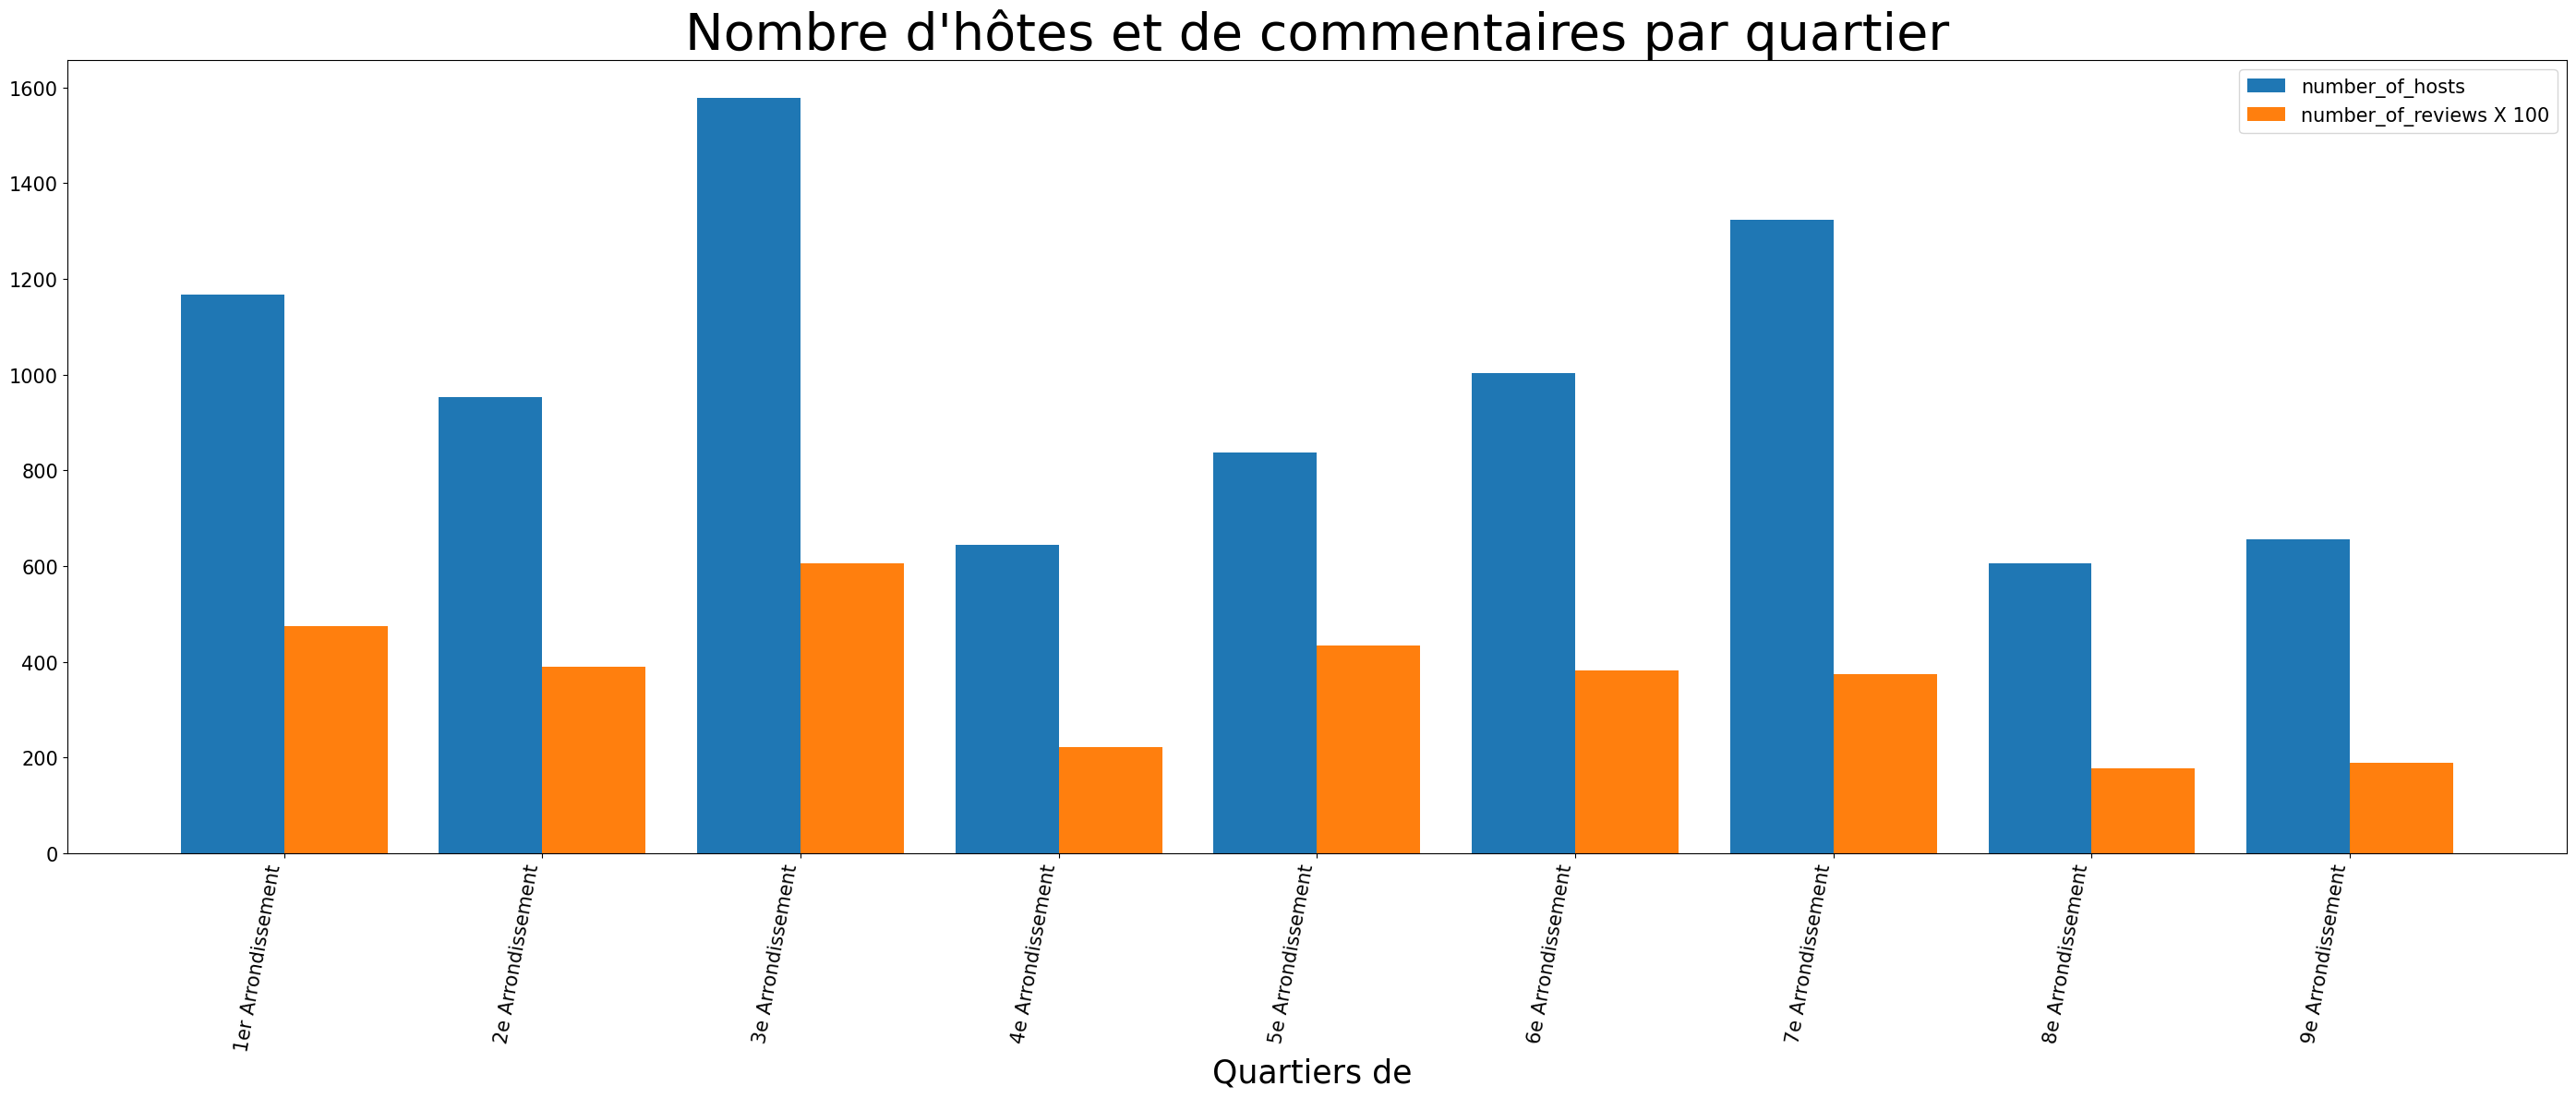 Nombre d'hôtes et de commentaires par quartier
number_of_hosts
number_of_reviews X 100
1600
1400
1200
1000
800
600
400
200
0
1er Arrondissement
2e Arrondissement
3e Arrondissement
4e Arrondissement
5e Arrondissement
6e Arrondissement
7e Arrondissement
8e Arrondissement
9e Arrondissement
Quartiers de